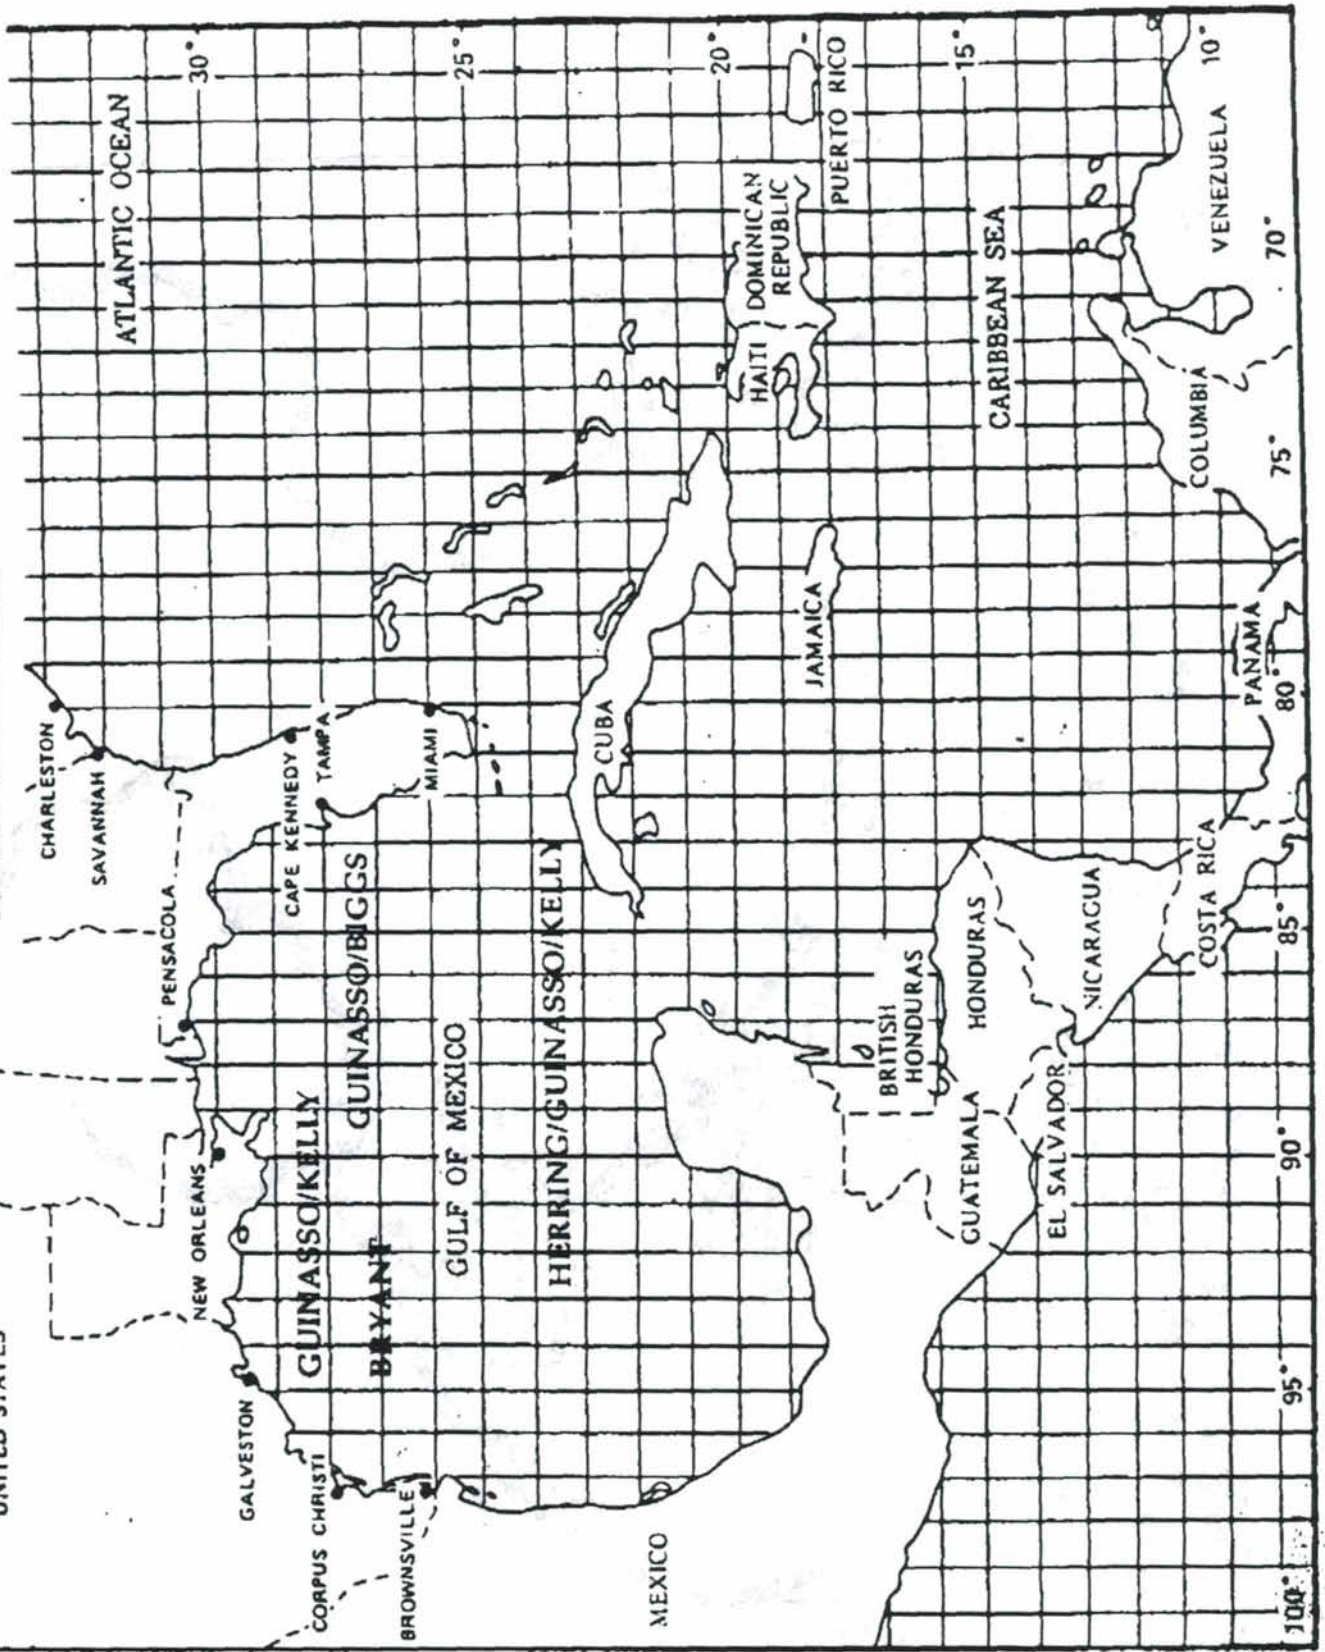 UNITED STATES
CHARLESTON
SAVANNAH
ATLANTIC OCEAN
PENSACOLA
30°
NEW ORLEANS
GALVESTON
CAPE KENNEDY
TAMPA
GUINASSO/KELLY
CORPUS CHRISTI
GUINASSO/BIGGS
BRYANT
BROWNSVILLE
MIAMI
25°
GULF OF MEXICO
HERRING/GUINASSO/KELLY
CUBA
MEXICO
20°
HAITI
DOMINICAN
REPUBLIC
JAMAICA
PUERTO RICO
BRITISH
HONDURAS
15°
CARIBBEAN SEA
GUATEMALA
HONDURAS
EL SALVADOR
NICARAGUA
COLUMBIA
VENEZUELA
COSTA RICA
10°
PANAMA
100°
95°
90°
85°
80°
75°
70°